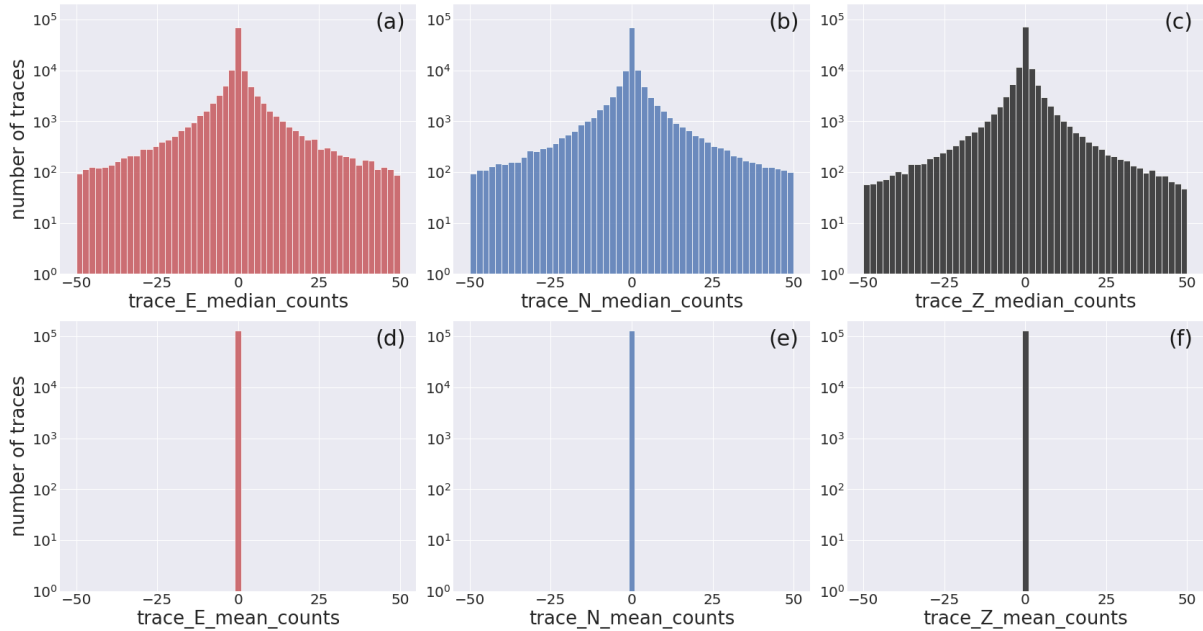 (a) (b) (c)
number of traces
10⁵ 10⁵ 10⁵
10⁴ 10⁴ 10⁴
10³ 10³ 10³
10² 10² 10²
10¹ 10¹ 10¹
10⁰ 10⁰ 10⁰
−50 −25 0 25 50 −50 −25 0 25 50 −50 −25 0 25 50
trace_E_median_counts trace_N_median_counts trace_Z_median_counts
(d) (e) (f)
number of traces
10⁵ 10⁵ 10⁵
10⁴ 10⁴ 10⁴
10³ 10³ 10³
10² 10² 10²
10¹ 10¹ 10¹
10⁰ 10⁰ 10⁰
−50 −25 0 25 50 −50 −25 0 25 50 −50 −25 0 25 50
trace_E_mean_counts trace_N_mean_counts trace_Z_mean_counts